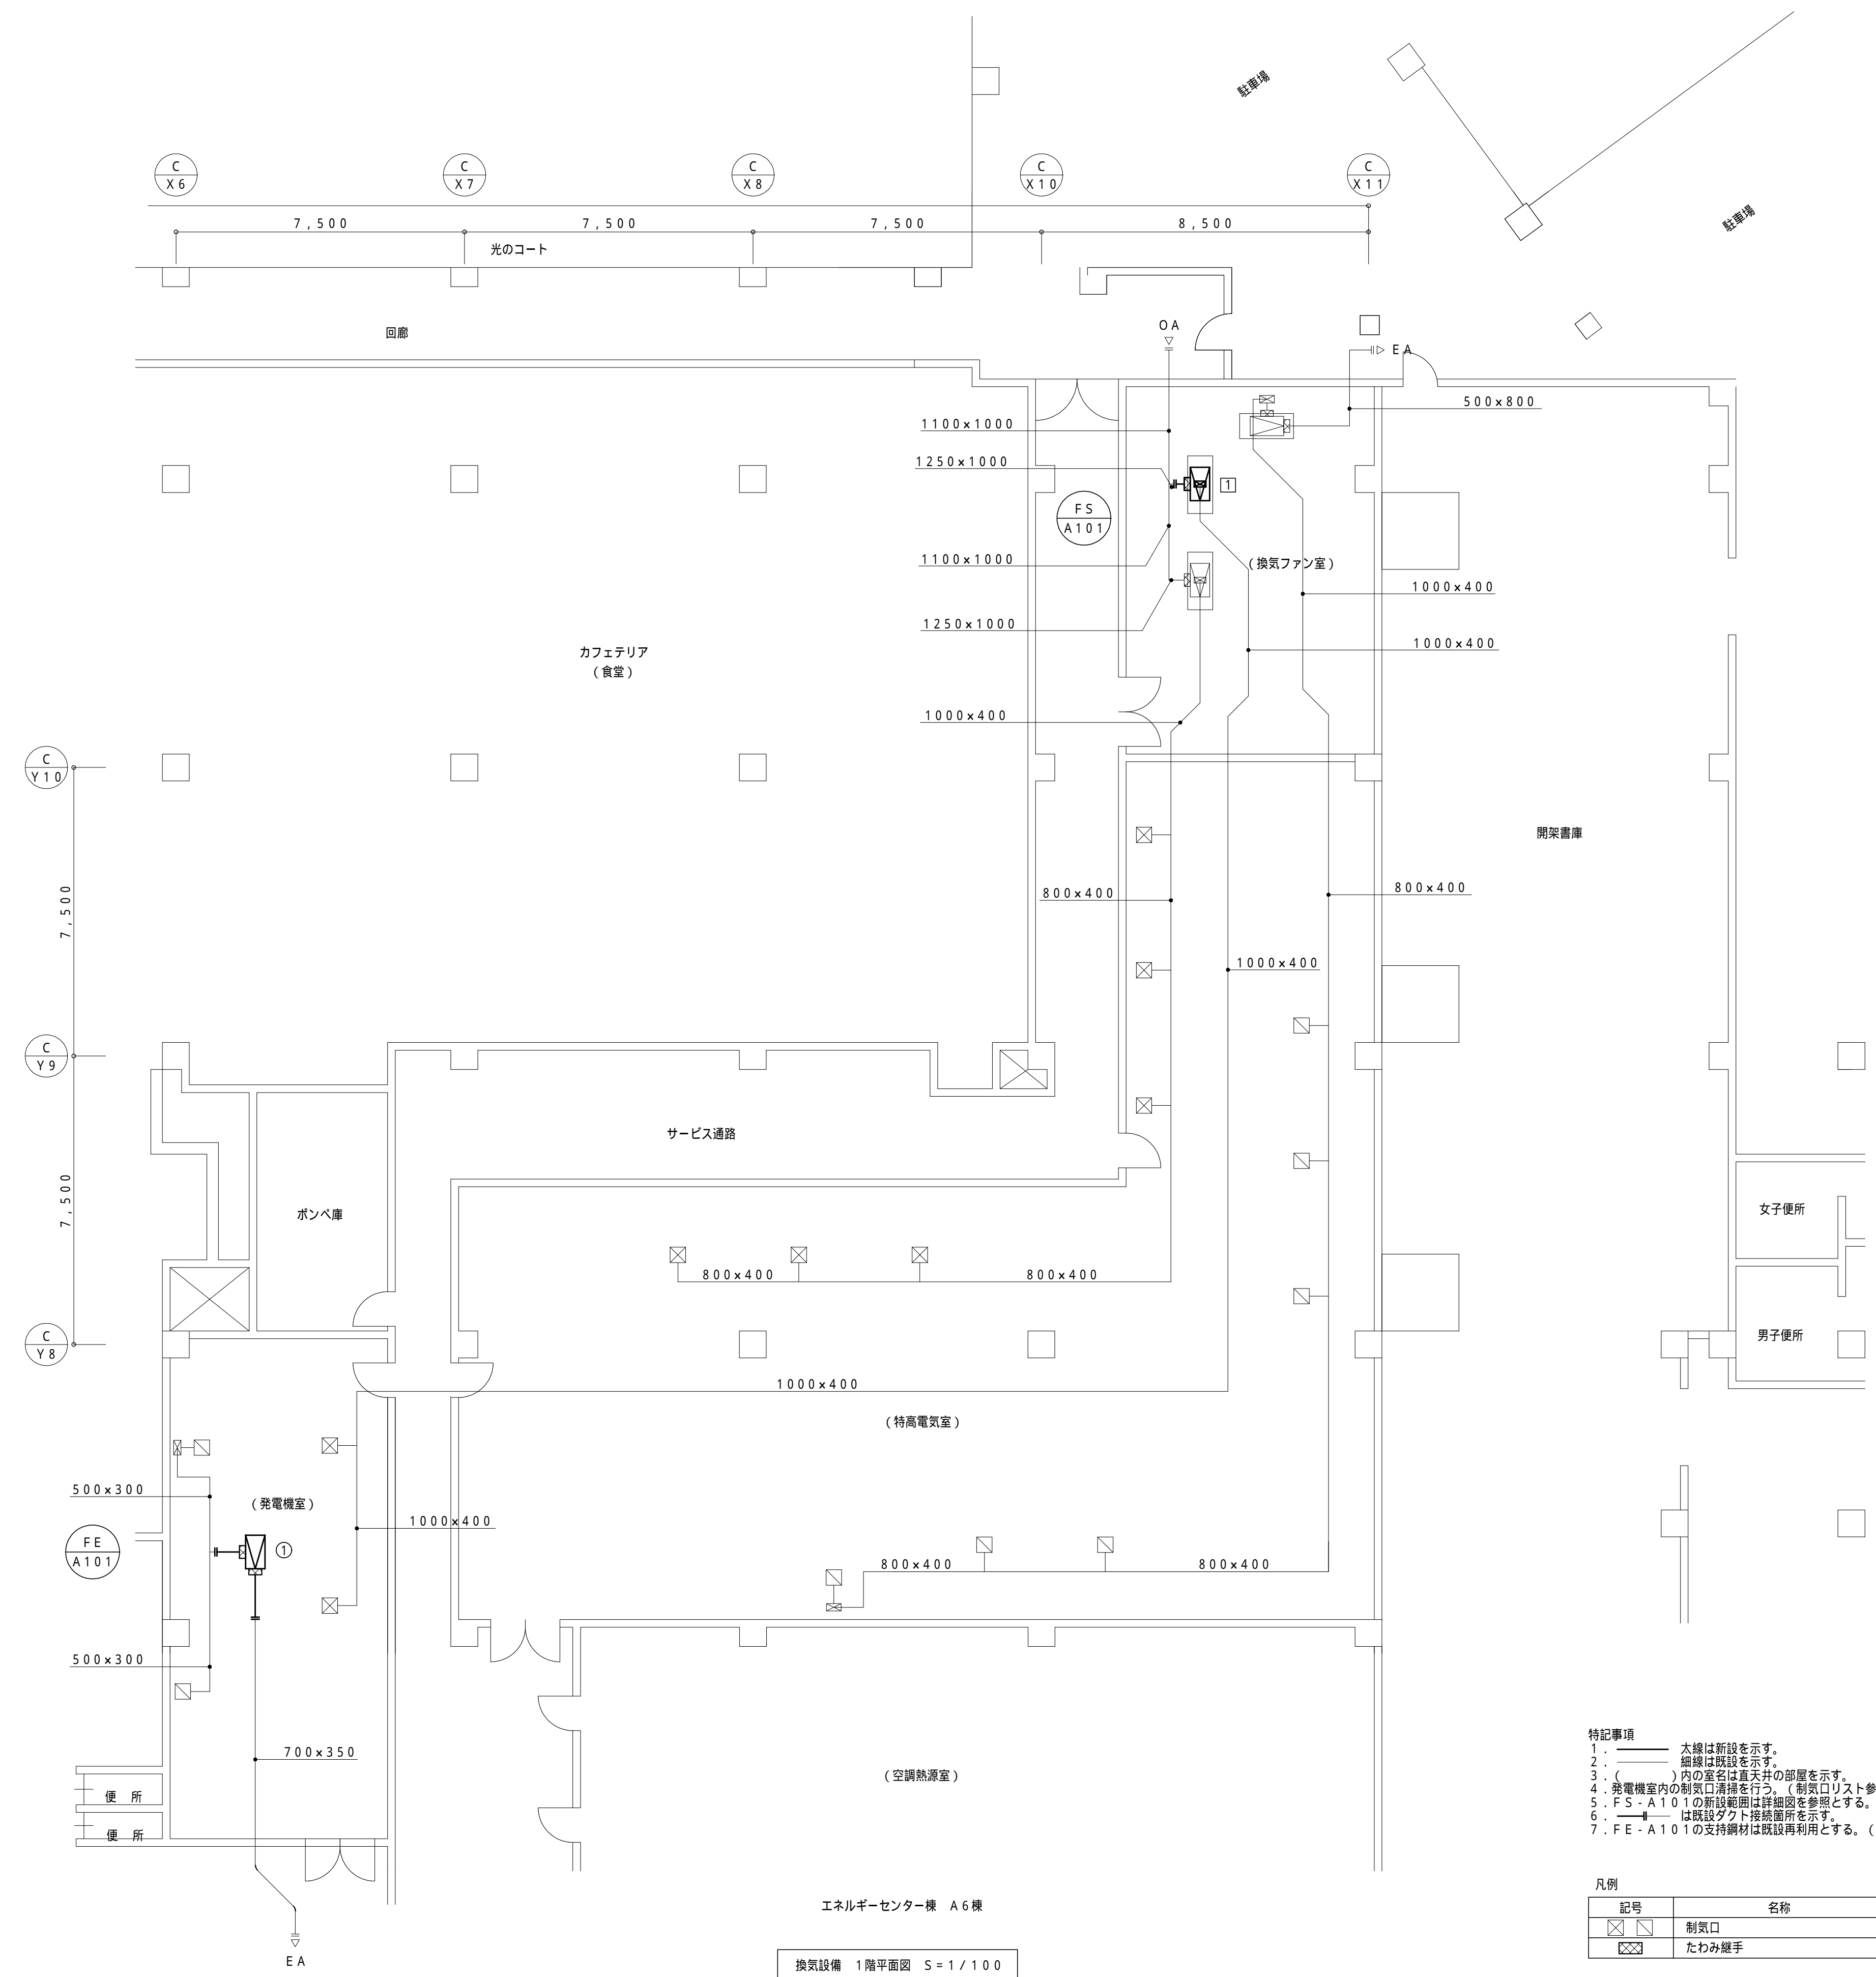 駐車場
C
X6
C
X7
C
X8
C
X10
C
X11
駐車場
7,500
7,500
7,500
8,500
光のコート
回廊
OA
EA
500×800
1100×1000
1250×1000
1
FS
A101
1100×1000
(換気ファン室)
1000×400
1250×1000
1000×400
カフェテリア
(食堂)
1000×400
C
Y10
開架書庫
7,500
800×400
800×400
1000×400
C
Y9
サービス通路
7,500
ボンベ庫
女子便所
800×400
800×400
男子便所
C
Y8
1000×400
(特高電気室)
500×300
(発電機室)
1000×400
FE
A101
1
800×400
800×400
500×300
700×350
(空調熱源室)
便 所
便 所
特記事項
1. 太線は新設を示す。
2. 細線は既設を示す。
3.( )内の室名は直天井の部屋を示す。
4.発電機室内の制気口清掃を行う。(制気口リスト参
5.FS-A101の新設範囲は詳細図を参照とする。
6. は既設ダクト接続箇所を示す。
7.FE-A101の支持鋼材は既設再利用とする。(
凡例
記号 名称
制気口
たわみ継手
エネルギーセンター棟 A6棟
EA
換気設備 1階平面図 S=1/100